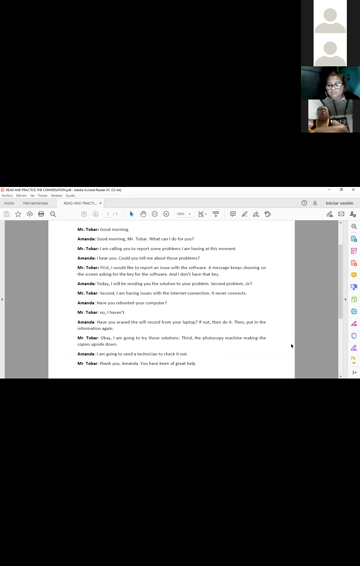 READ AND PRACTICE THE CONVERSATION.pdf - Adobe Acrobat Reader DC (32-bit)
Archivo Edición Ver Firmar Ventana Ayuda
Inicio Herramientas READ AND PRACTI... Iniciar sesión
Mr. Tobar: Good morning.
Amanda: Good morning, Mr. Tobar. What can I do for you?
Mr. Tobar: I am calling you to report some problems I am having at this moment.
Amanda: I hear you. Could you tell me about those problems?
Mr. Tobar: First, I would like to report an issue with the software. A message keeps showing on
the screen asking for the key for the software. And I don't have that key.
Amanda: Today, I will be sending you the solution to your problem. Second problem, sir?
Mr. Tobar: Second, I am having issues with the internet connection. It never connects.
Amanda: Have you rebooted your computer?
Mr. Tobar: no, I haven't
Amanda: Have you erased the wifi record from your laptop? If not, then do it. Then, put in the
information again.
Mr. Tobar: Okay, I am going to try those solutions. Third, the photocopy machine making the
copies upside down.
Amanda: I am going to send a technician to check it out.
Mr. Tobar: thank you, Amanda. You have been of great help